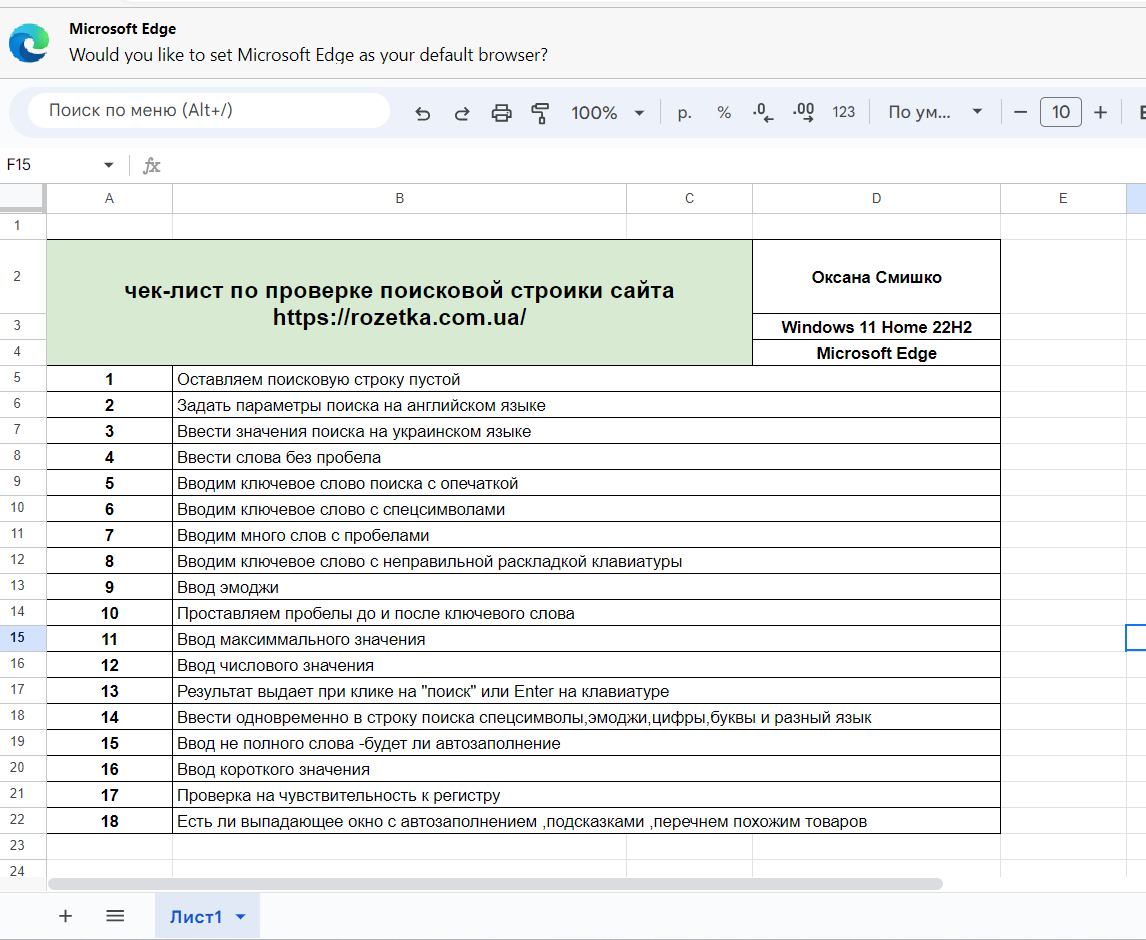 Microsoft Edge
Would you like to set Microsoft Edge as your default browser?
Поиск по меню (Alt+/)
100%
р.
%
.0
.00
123
По ум...
10
F15
fx
A B C D E
1
2
чек-лист по проверке поисковой строики сайта
https://rozetka.com.ua/
Оксана Смишко
3 Windows 11 Home 22H2
4 Microsoft Edge
5 1 Оставляем поисковую строку пустой
6 2 Задать параметры поиска на английском языке
7 3 Ввести значения поиска на украинском языке
8 4 Ввести слова без пробела
9 5 Вводим ключевое слово поиска с опечаткой
10 6 Вводим ключевое слово с спецсимволами
11 7 Вводим много слов с пробелами
12 8 Вводим ключевое слово с неправильной раскладкой клавиатуры
13 9 Ввод эмоджи
14 10 Проставляем пробелы до и после ключевого слова
15 11 Ввод максиммального значения
16 12 Ввод числового значения
17 13 Результат выдает при клике на "поиск" или Enter на клавиатуре
18 14 Ввести одновременно в строку поиска спецсимволы,эмоджи,цифры,буквы и разный язык
19 15 Ввод не полного слова -будет ли автозаполнение
20 16 Ввод короткого значения
21 17 Проверка на чувствительность к регистру
22 18 Есть ли выпадающее окно с автозаполнением ,подсказками ,перечнем похожим товаров
23
24
Лист1